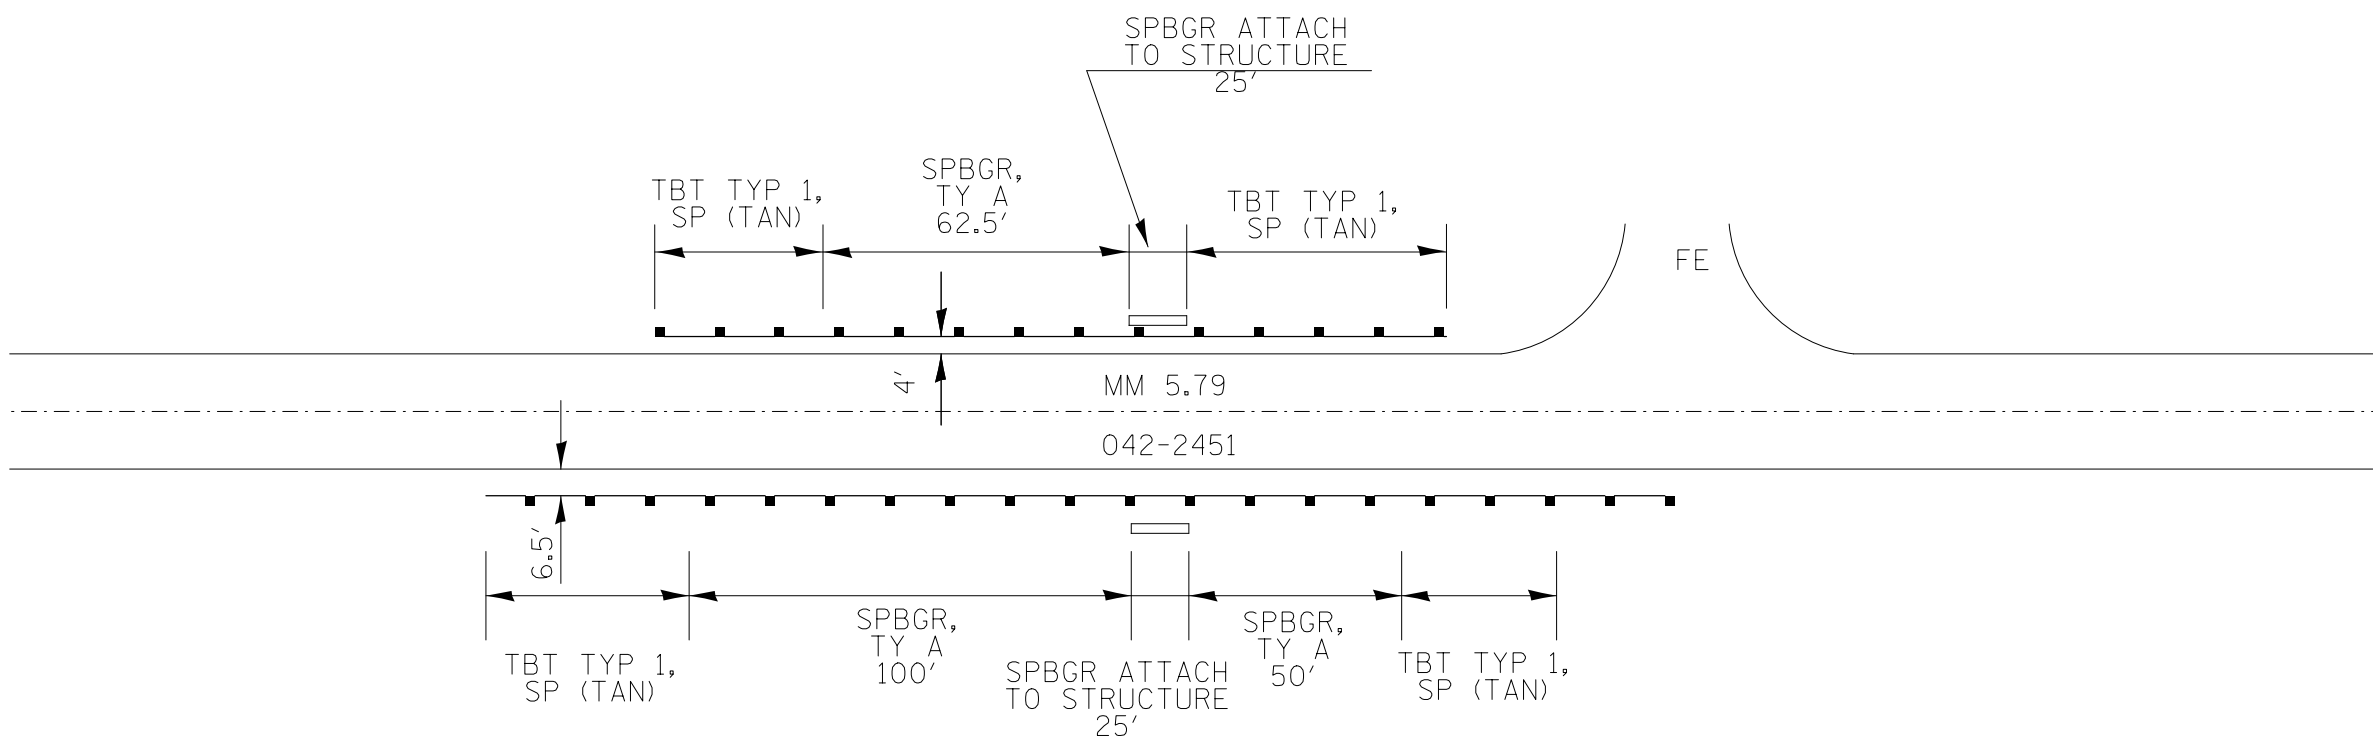 SPBGR ATTACH
TO STRUCTURE
25'
TBT TYP 1,
SP (TAN)
SPBGR,
TY A
62.5'
TBT TYP 1,
SP (TAN)
FE
4'
MM 5.79
042-2451
6.5'
TBT TYP 1,
SP (TAN)
SPBGR,
TY A
100'
SPBGR ATTACH
TO STRUCTURE
25'
SPBGR,
TY A
50'
TBT TYP 1,
SP (TAN)